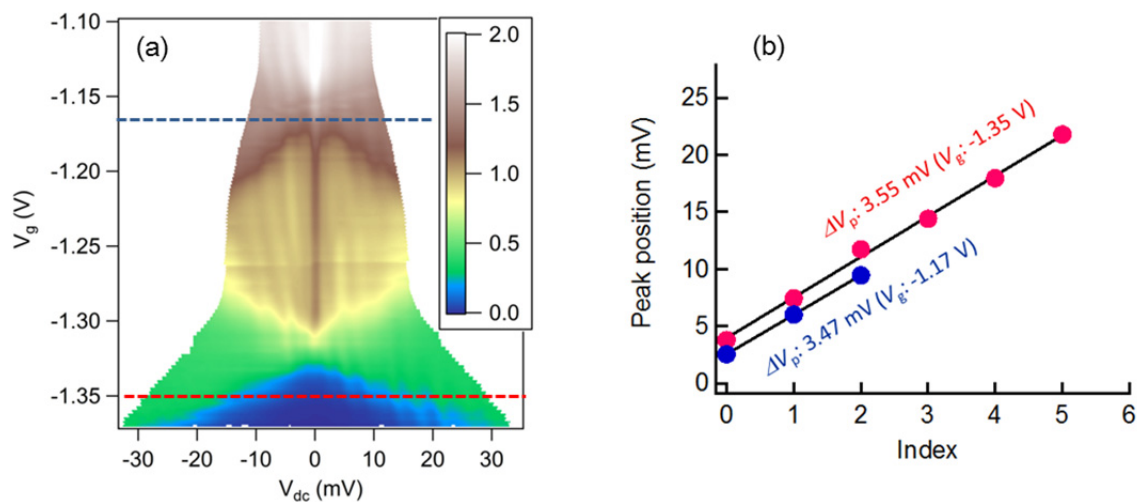 (a)
-1.10
-1.15
-1.20
-1.25
-1.30
-1.35
V_g (V)
-30 -20 -10 0 10 20 30
V_dc (mV)
2.0
1.5
1.0
0.5
0.0
(b)
25
20
15
10
5
0
Peak position (mV)
ΔV_p: 3.55 mV (V_g: -1.35 V)
ΔV_p: 3.47 mV (V_g: -1.17 V)
0 1 2 3 4 5 6
Index